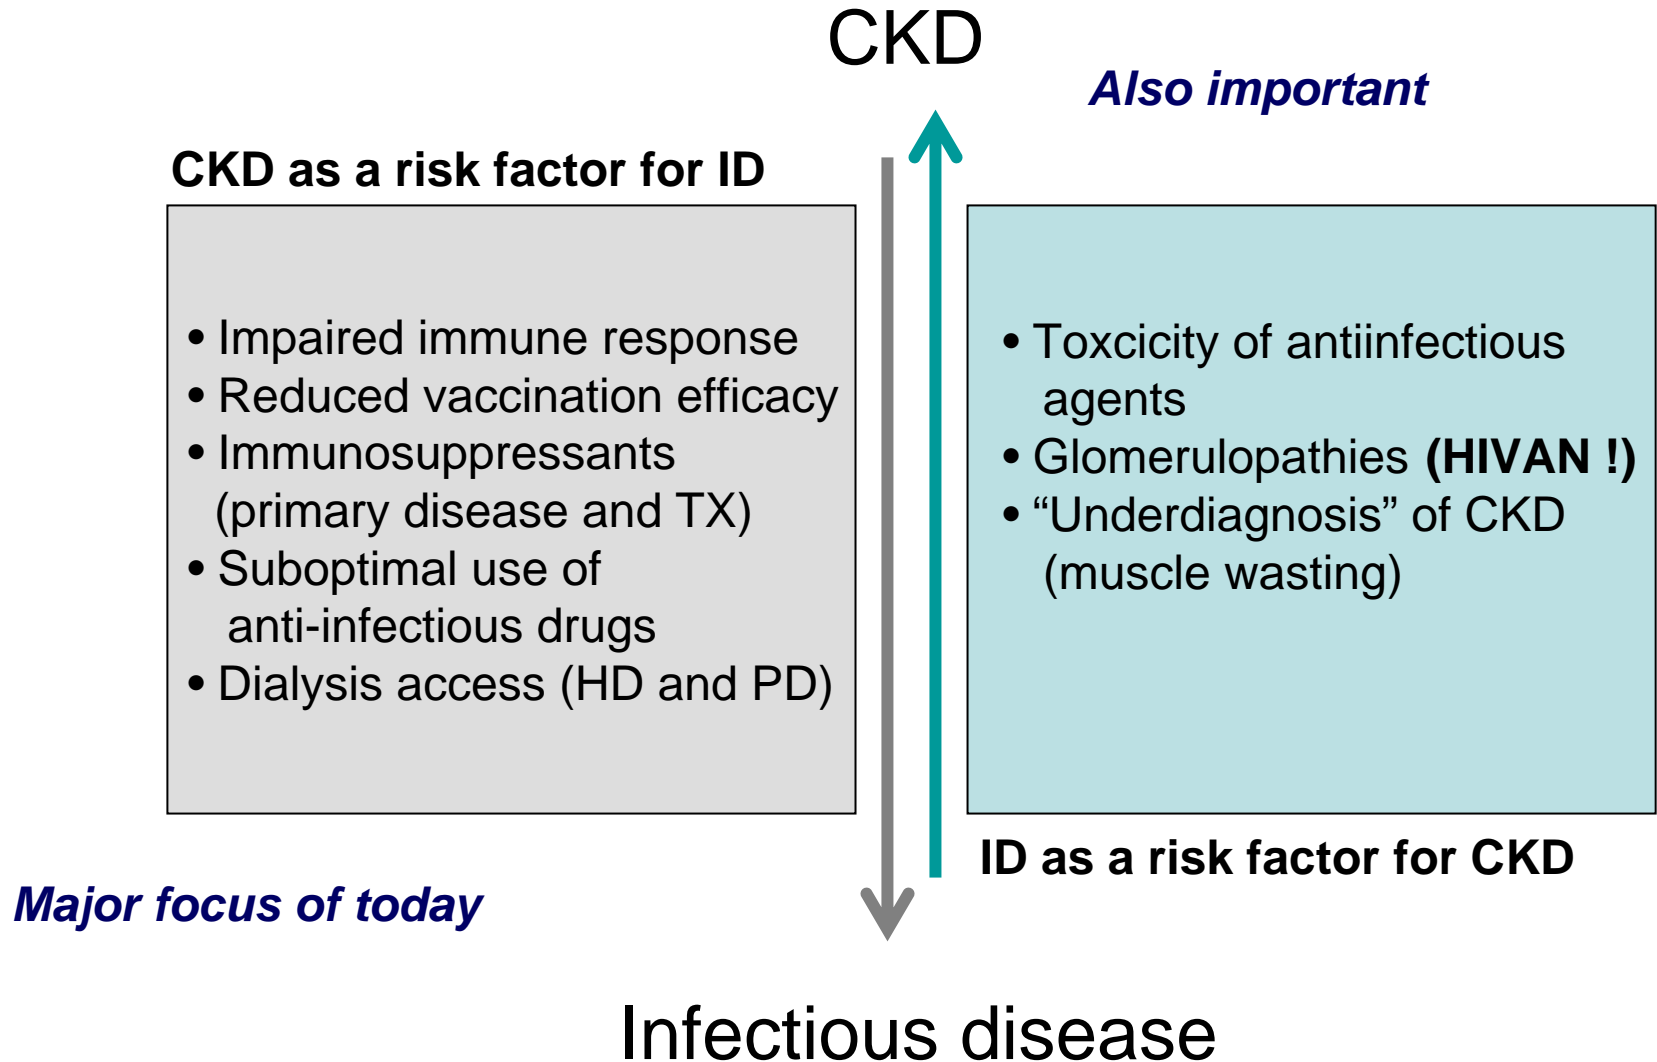 CKD
Also important
CKD as a risk factor for ID
• Impaired immune response
• Reduced vaccination efficacy
• Immunosuppressants
(primary disease and TX)
• Suboptimal use of
anti-infectious drugs
• Dialysis access (HD and PD)
• Toxcicity of antiinfectious
agents
• Glomerulopathies (HIVAN !)
• “Underdiagnosis” of CKD
(muscle wasting)
ID as a risk factor for CKD
Major focus of today
Infectious disease